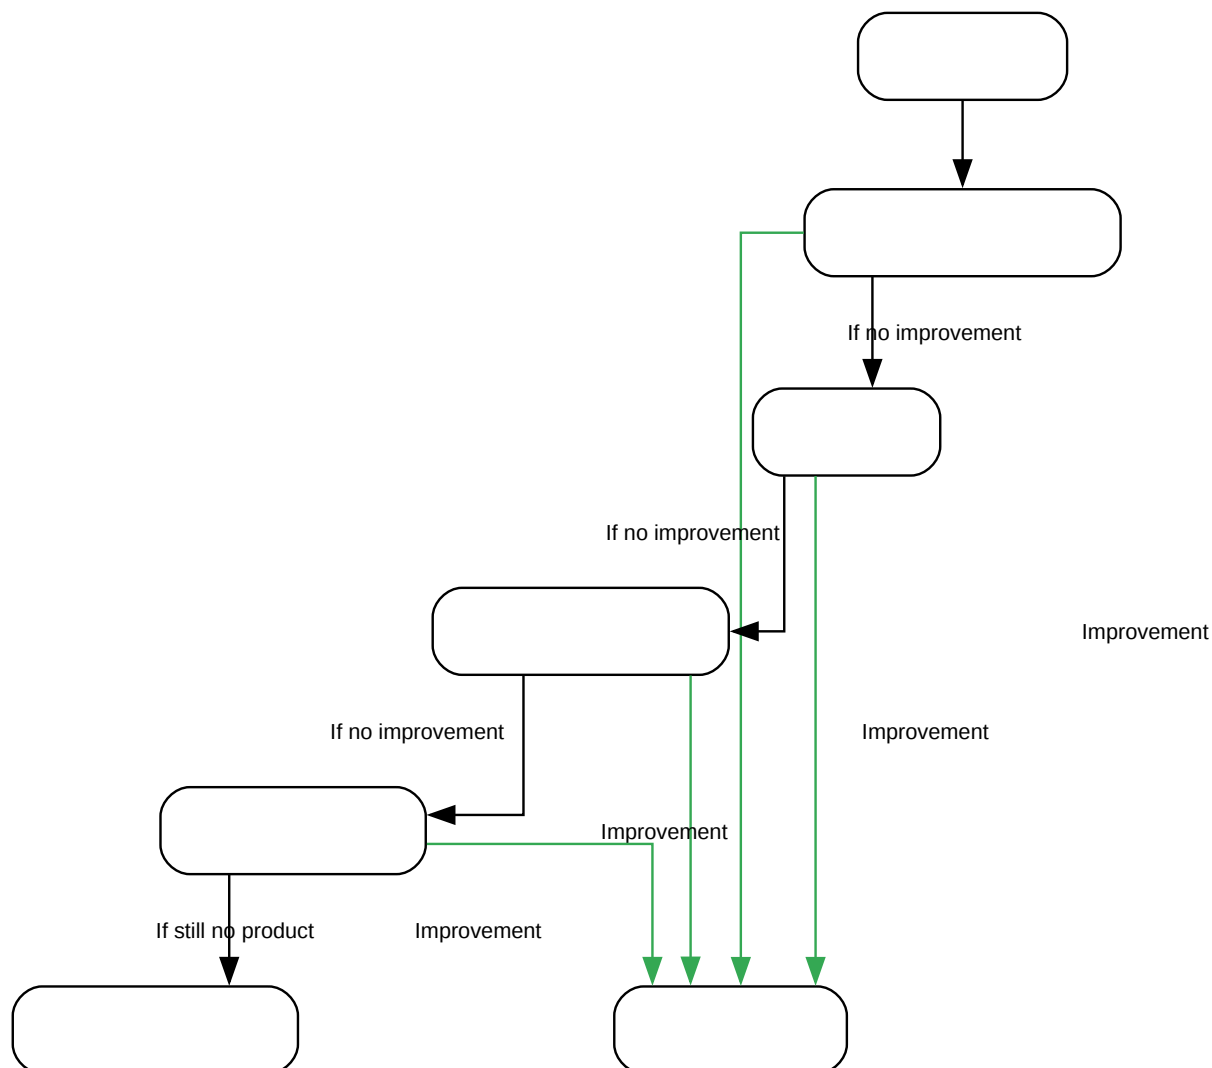 If no improvement
If no improvement
Improvement
If no improvement
Improvement
Improvement
If still no product
Improvement